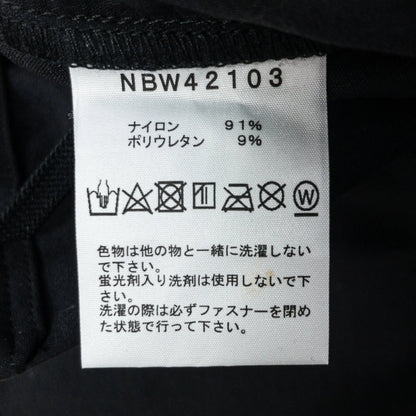 NBW42103
ナイロン 91%
ポリウレタン 9%
W
色物は他の物と一緒に洗濯しない
で下さい。
蛍光剤入り洗剤は使用しないで下さい。
洗濯の際は必ずファスナーを閉め
た状態で行って下さい。